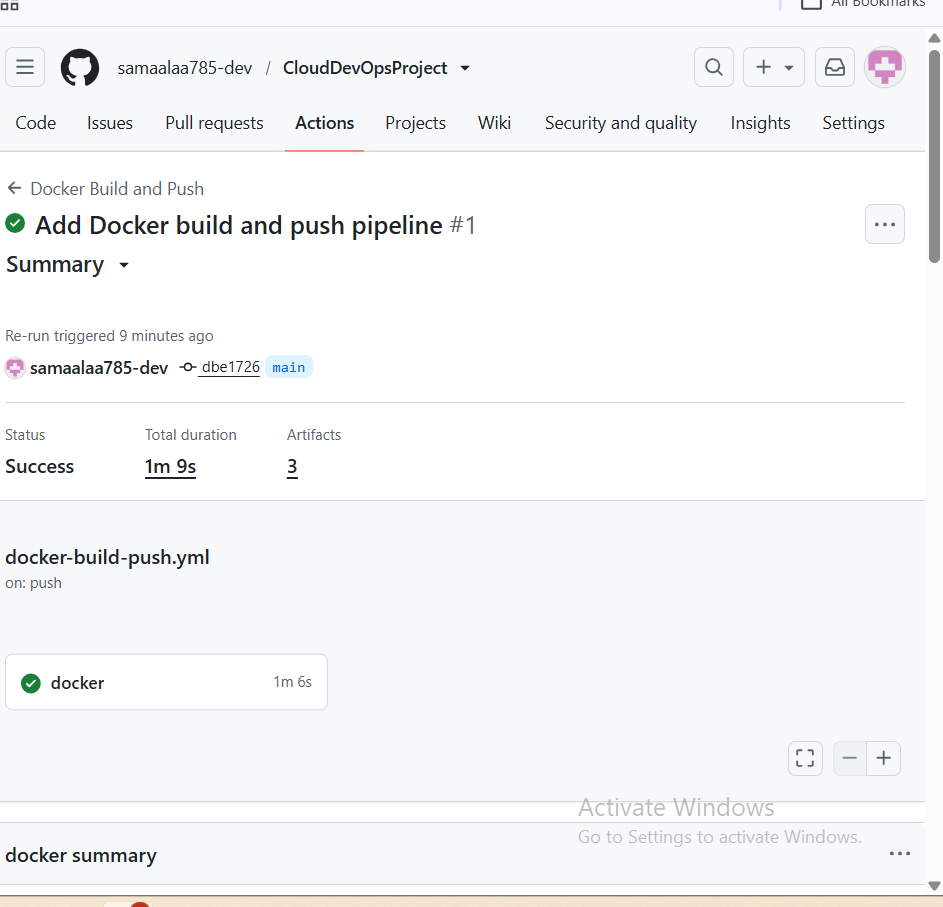 All Bookmarks
samaalaa785-dev / CloudDevOpsProject
Code Issues Pull requests Actions Projects Wiki Security and quality Insights Settings
Docker Build and Push
Add Docker build and push pipeline #1
Summary
Re-run triggered 9 minutes ago
samaalaa785-dev dbe1726 main
Status Total duration Artifacts
Success 1m 9s 3
docker-build-push.yml
on: push
docker 1m 6s
Activate Windows
Go to Settings to activate Windows.
docker summary